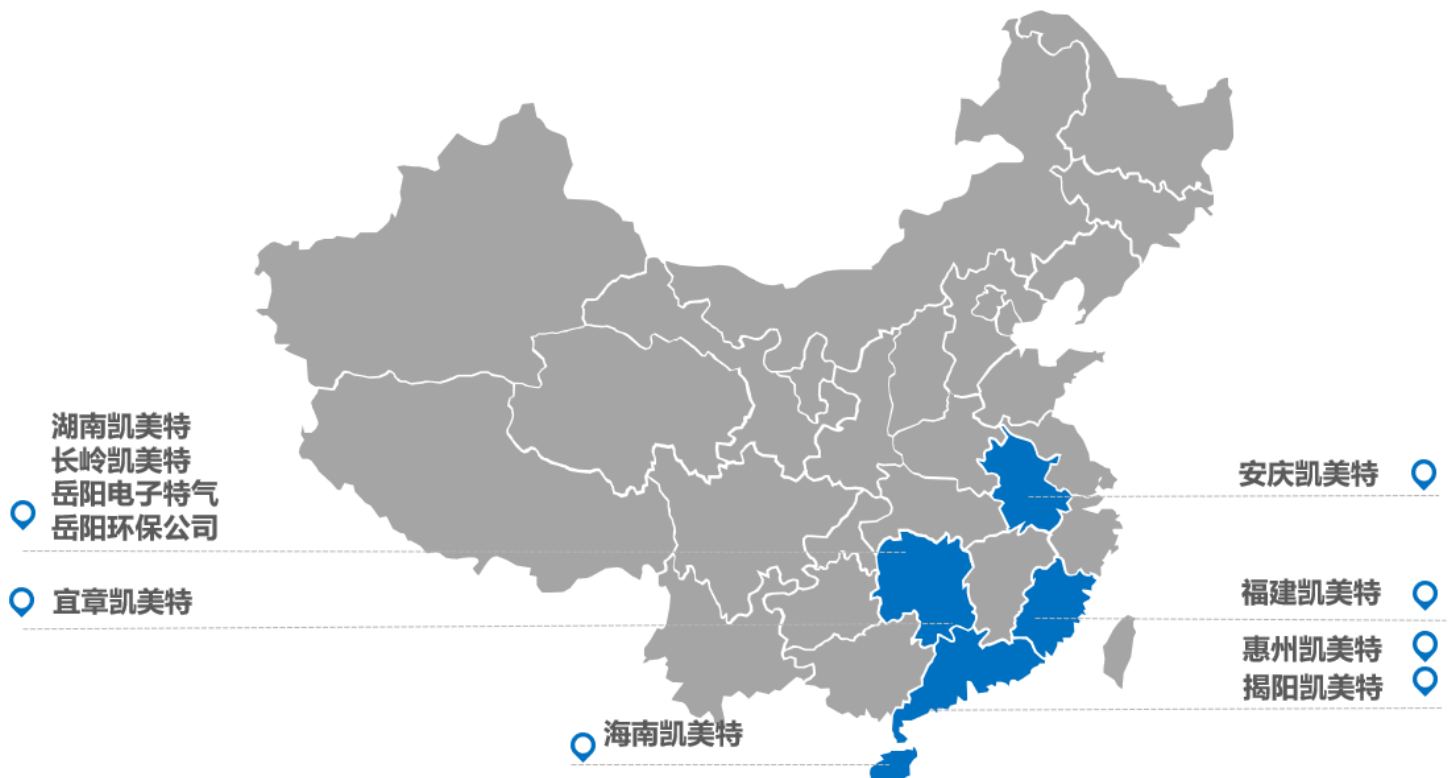 湖南凯美特
长岭凯美特
岳阳电子特气
岳阳环保公司
宜章凯美特
安庆凯美特
福建凯美特
惠州凯美特
揭阳凯美特
海南凯美特